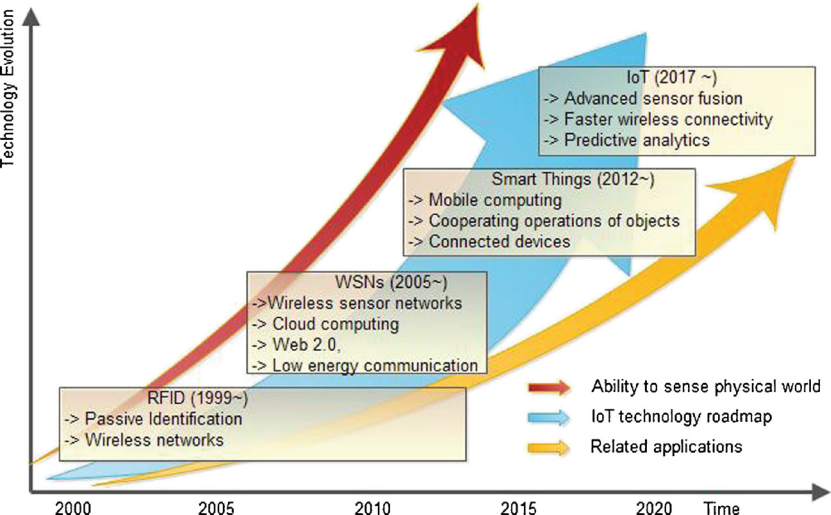 Technology Evolution
IoT (2017 ~)
-> Advanced sensor fusion
-> Faster wireless connectivity
-> Predictive analytics
Smart Things (2012~)
-> Mobile computing
-> Cooperating operations of objects
-> Connected devices
WSNs (2005~)
->Wireless sensor networks
-> Cloud computing
-> Web 2.0,
-> Low energy communication
RFID (1999~)
-> Passive Identification
-> Wireless networks
Ability to sense physical world
IoT technology roadmap
Related applications
2000 2005 2010 2015 2020 Time